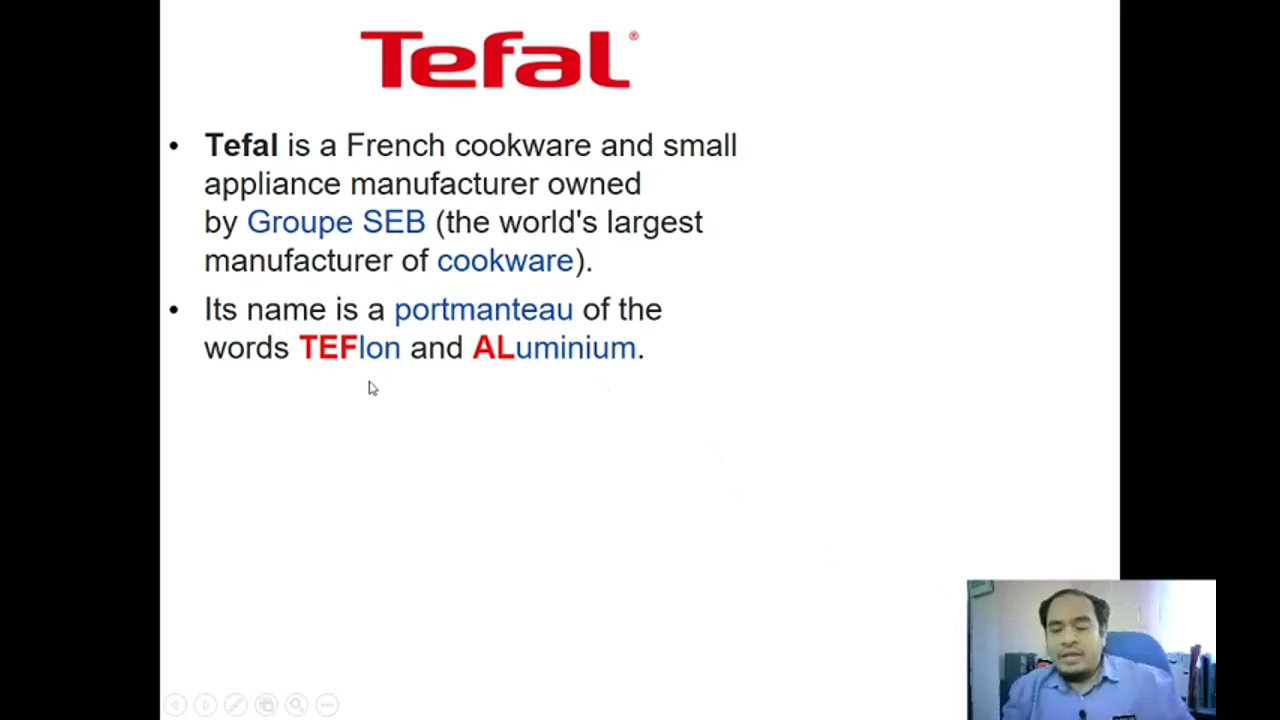 Tefal®
• Tefal is a French cookware and small
appliance manufacturer owned
by Groupe SEB (the world's largest
manufacturer of cookware).
• Its name is a portmanteau of the
words TEFlon and ALuminium.